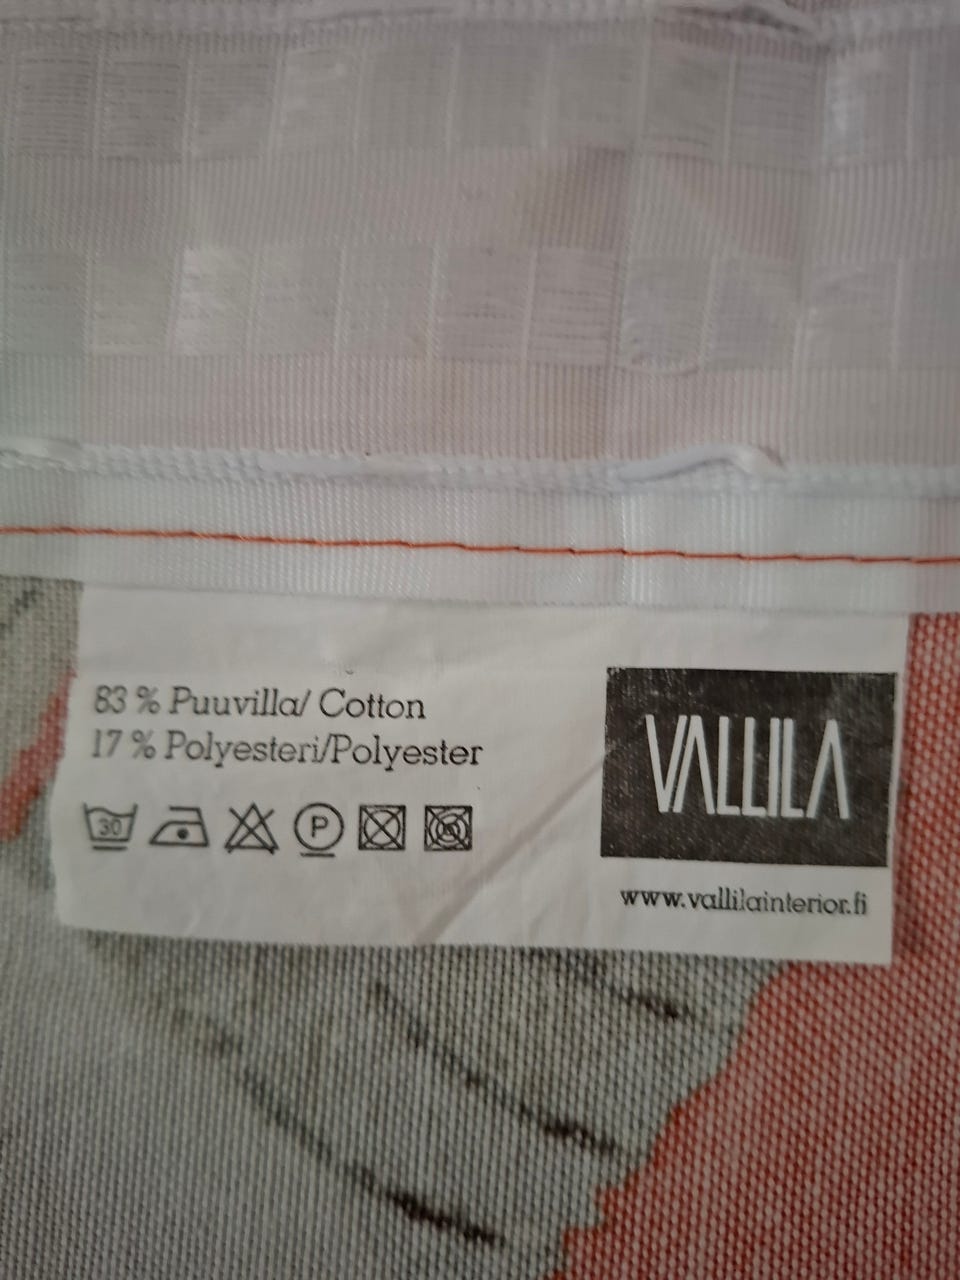 83 % Puuvilla/ Cotton
17 % Polyesteri/Polyester
30
P
VALLILA
www.vallilainterior.fi